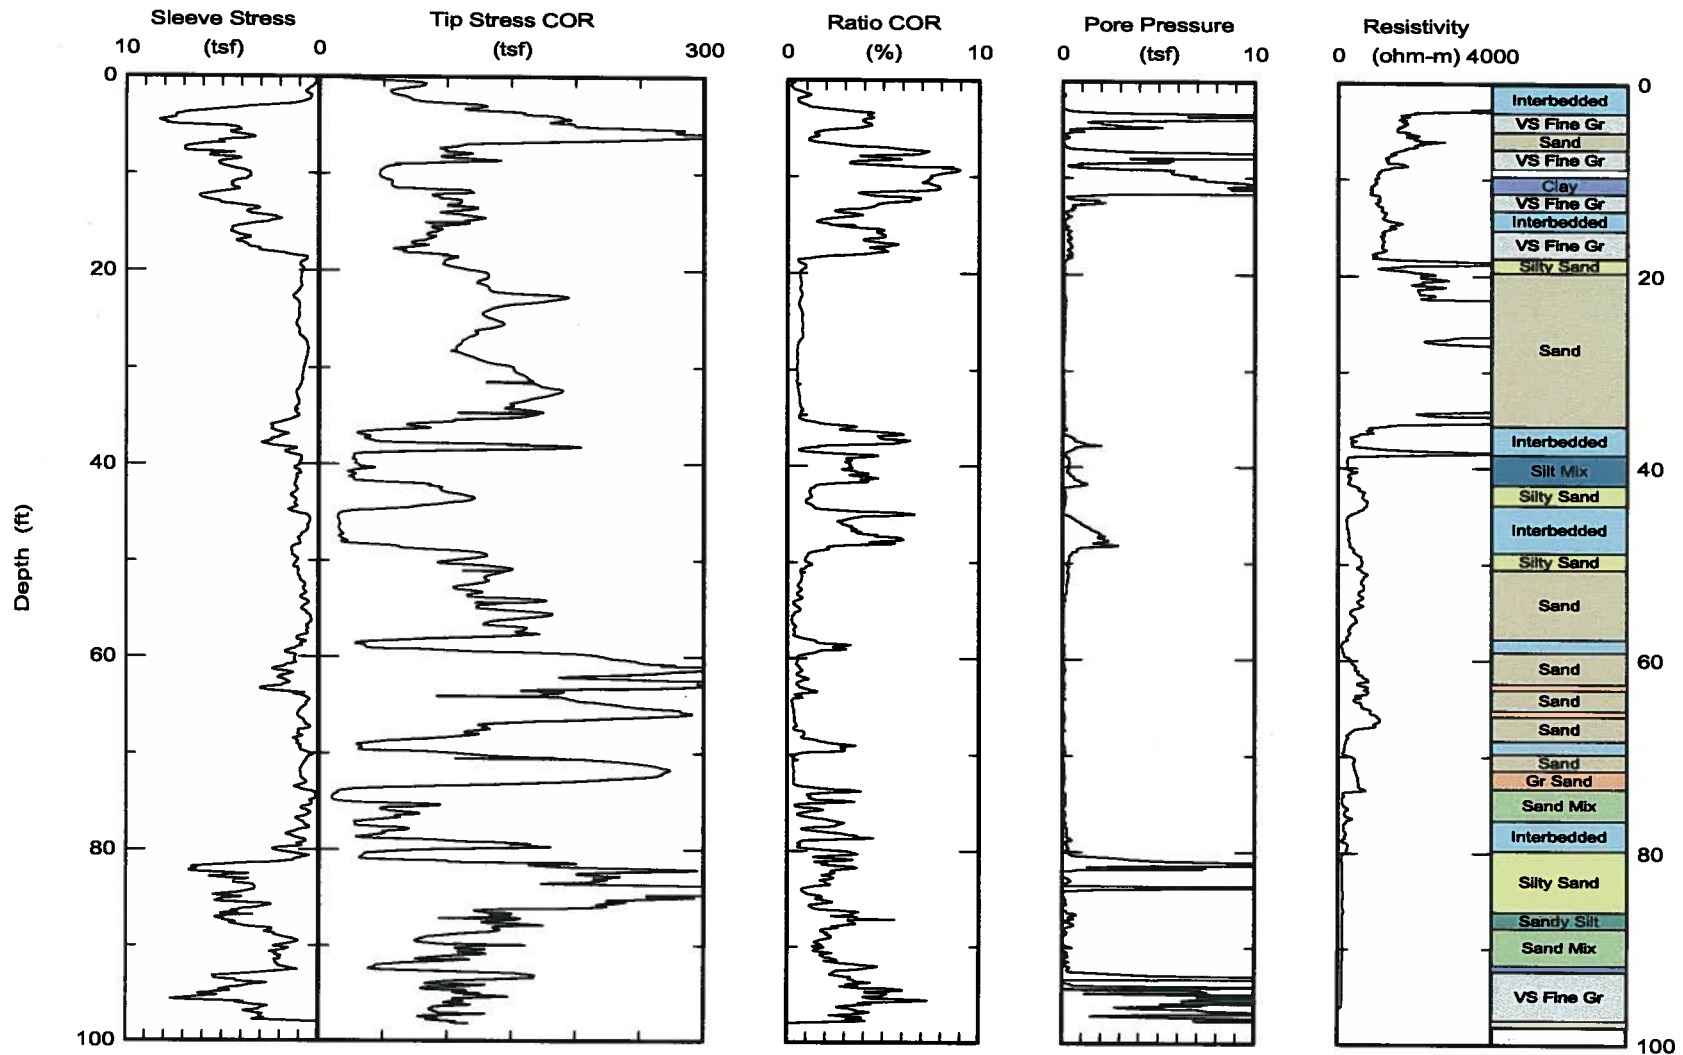 Sleeve Stress
(tsf)
10 0
Tip Stress COR
(tsf)
300
Ratio COR
(%)
0 10
Pore Pressure
(tsf)
0 10
Resistivity
(ohm-m)
0 4000
Depth (ft)
0
20
40
60
80
100
Interbedded
VS Fine Gr
Sand
VS Fine Gr
Clay
VS Fine Gr
Interbedded
VS Fine Gr
Silty Sand
Sand
Interbedded
Silt Mix
Silty Sand
Interbedded
Silty Sand
Sand
Sand
Sand
Sand
Sand
Gr Sand
Sand Mix
Interbedded
Silty Sand
Sandy Silt
Sand Mix
VS Fine Gr
0
20
40
60
80
100